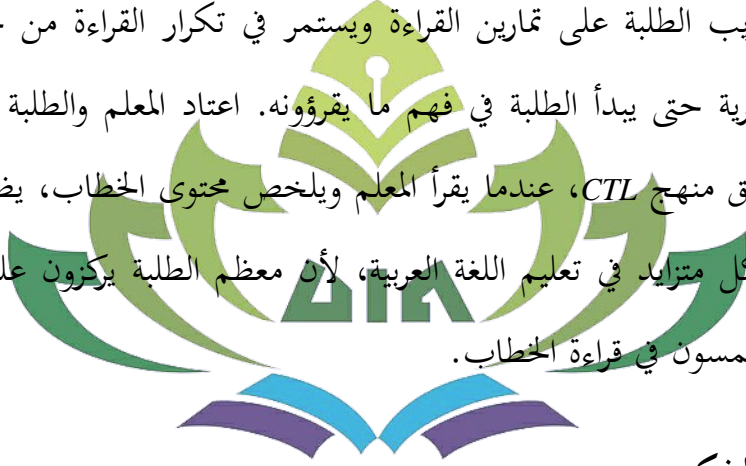 يب الطلبة على تمارين القراءة ويستمر في تكرار القراءة من
رية حتى يبدأ الطلبة في فهم ما يقرؤونه. اعتاد المعلم والطلبة
ق منهج CTL، عندما يقرأ المعلم ويلخص محتوى الخطاب، يض
كل متزايد في تعليم اللغة العربية، لأن معظم الطلبة يركزون عل
مسون في قراءة الخطاب.